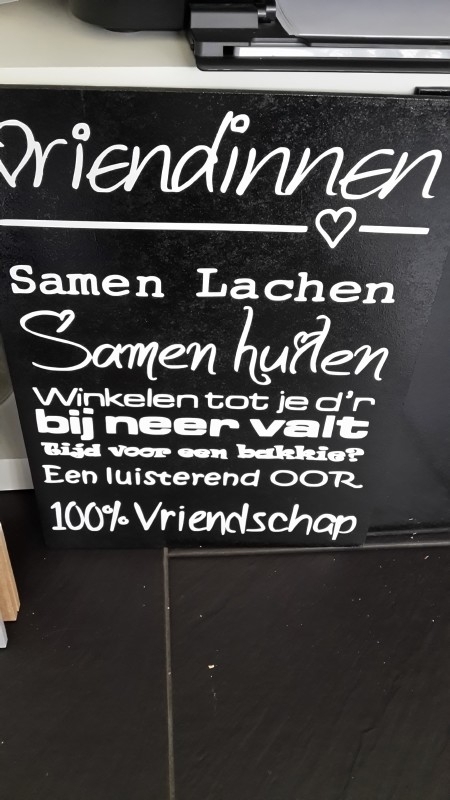 Vriendinnen
Samen Lachen
Samen huilen
Winkelen tot je d'r
bij neer valt
Tijd voor een bakkie?
Een luisterend OOR
100% Vriendschap